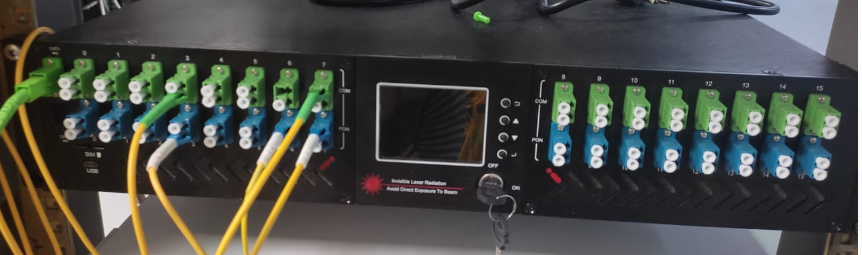 CATV
0 1 2 3 4 5 6 7
COM
PON
SIM
USB
OFF
ON
Invisible Laser Radiation
Avoid Direct Exposure To Beam
8 9 10 11 12 13 14 15
COM
PON